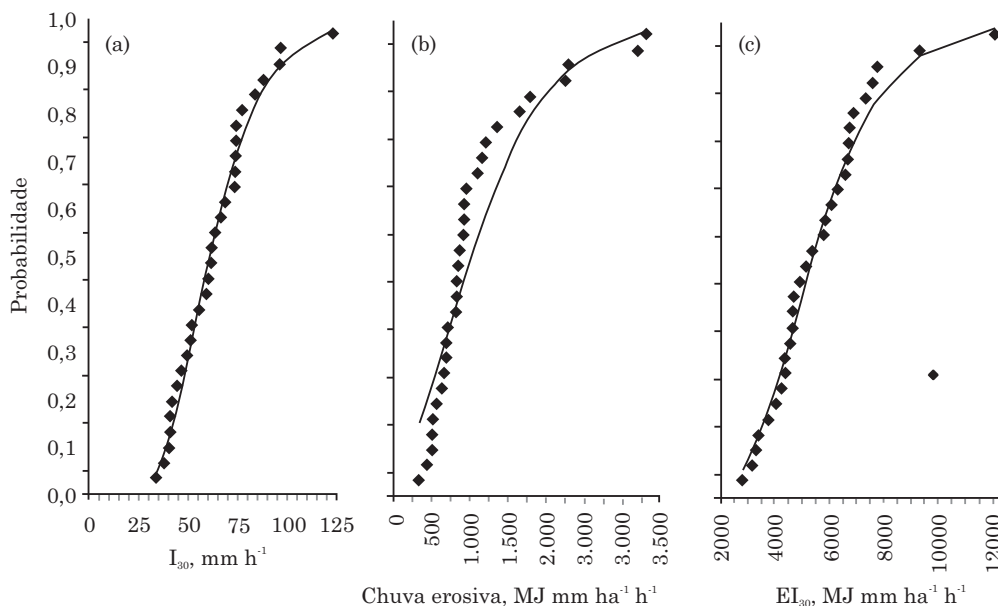 (a)
(b)
(c)
Probabilidade
1,0
0,9
0,8
0,7
0,6
0,5
0,4
0,3
0,2
0,1
0,0
0 25 50 75 100 125
0 500 1.000 1.500 2.000 2.500 3.000 3.500
2000 4000 6000 8000 10000 12000
I₃₀, mm h⁻¹
Chuva erosiva, MJ mm ha⁻¹ h⁻¹
EI₃₀, MJ mm ha⁻¹ h⁻¹